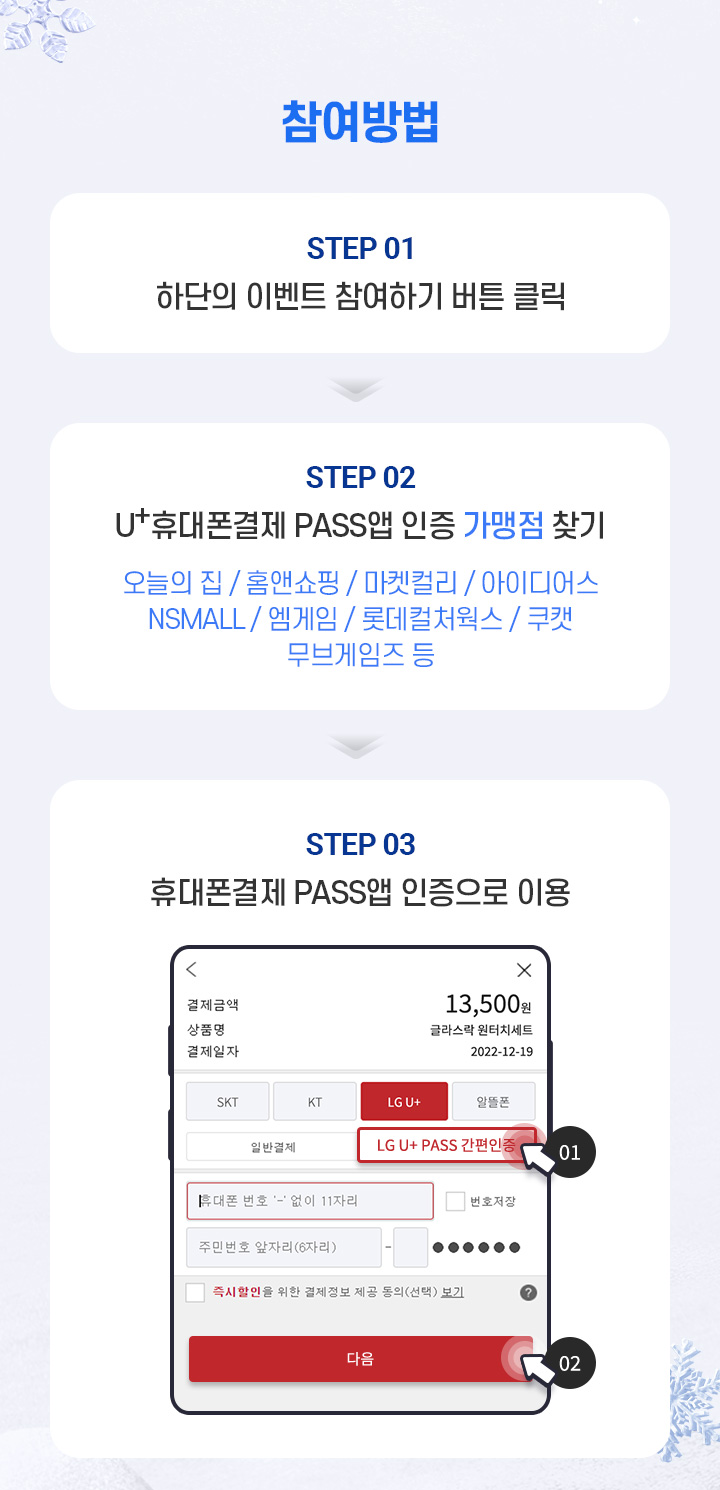 참여방법
STEP 01
하단의 이벤트 참여하기 버튼 클릭
STEP 02
U+휴대폰결제 PASS앱 인증 가맹점 찾기
오늘의 집 / 홈앤쇼핑 / 마켓컬리 / 아이디어스
NSMALL / 엠게임 / 롯데컬처웍스 / 쿠캣
무브게임즈 등
STEP 03
휴대폰결제 PASS앱 인증으로 이용
결제금액 13,500원
상품명 글라스락 원터치세트
결제일자 2022-12-19
SKT KT LG U+ 알뜰폰
일반결제 LG U+ PASS 간편인증 01
휴대폰 번호 '-' 없이 11자리 번호저장
주민번호 앞자리(6자리) - ●●●●●●
즉시할인을 위한 결제정보 제공 동의(선택) 보기 ?
다음 02